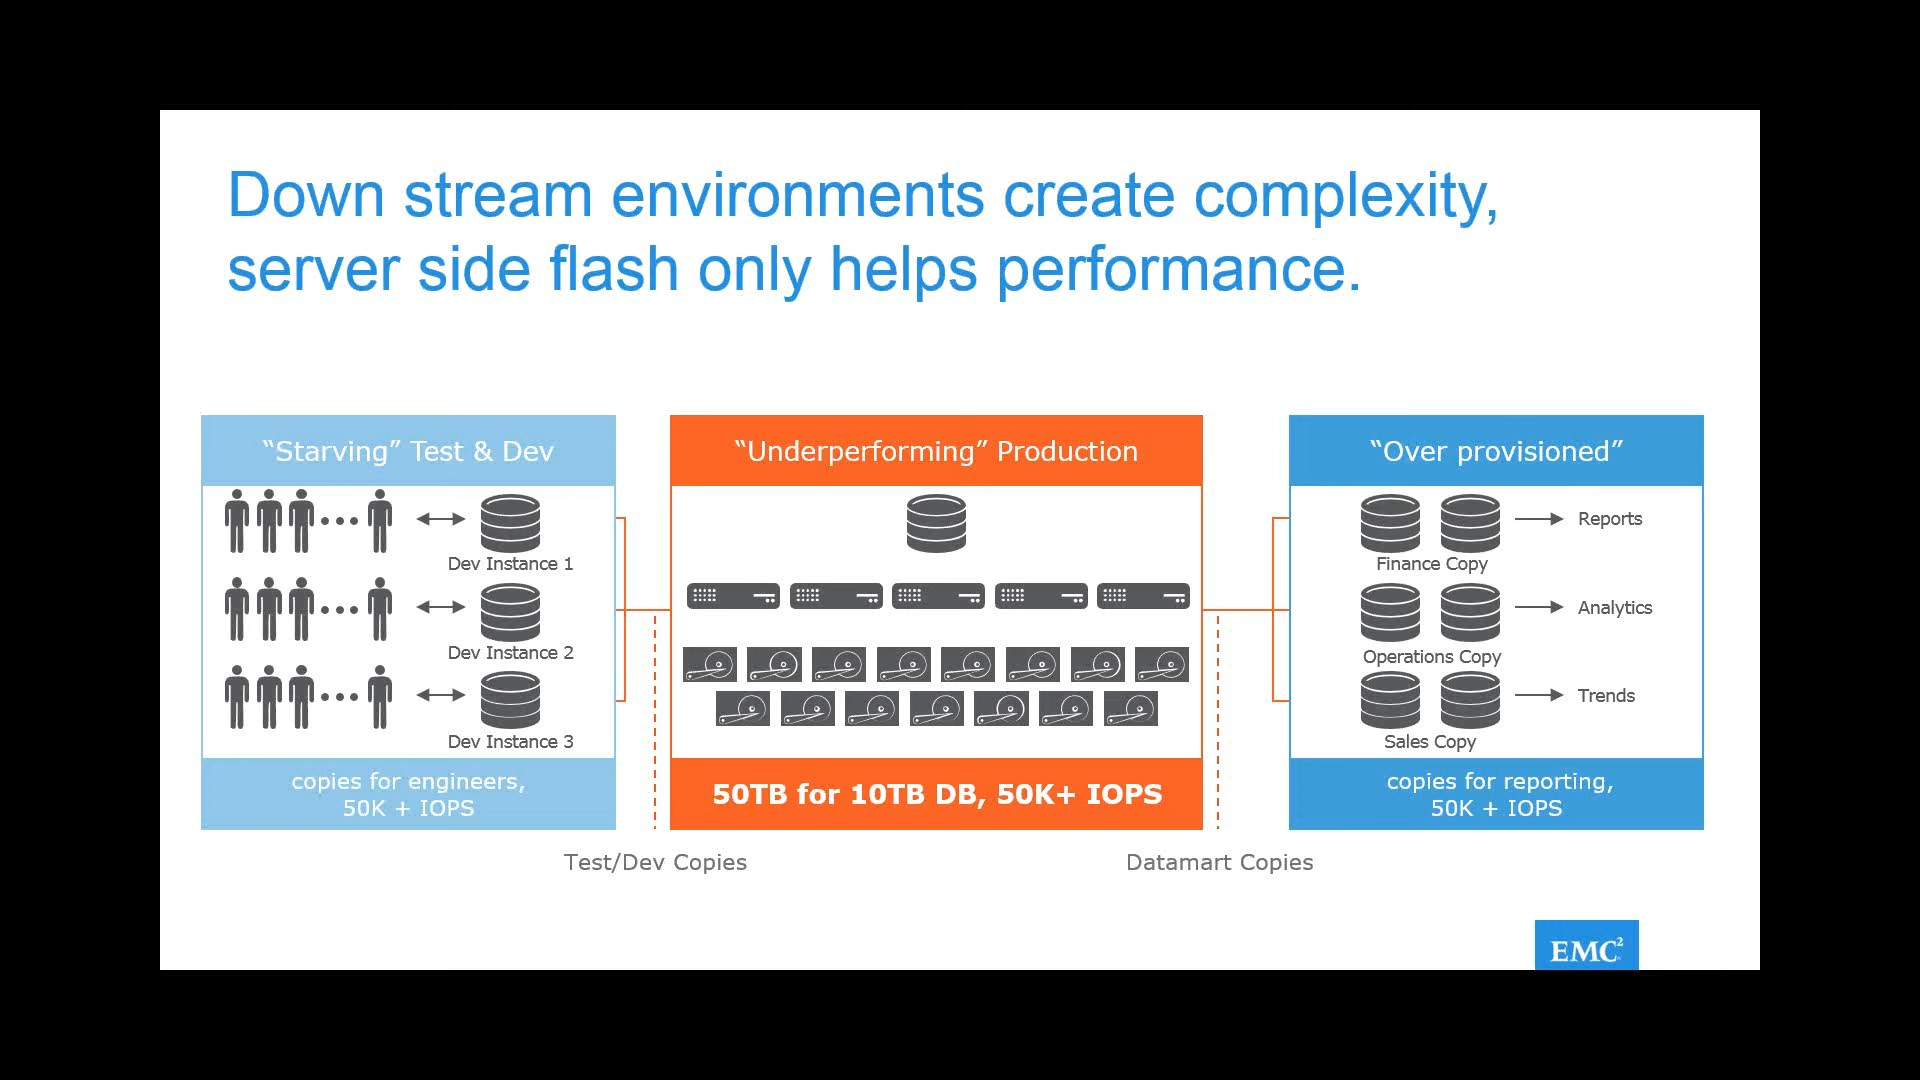 Down stream environments create complexity,
server side flash only helps performance.
“Starving” Test & Dev
Dev Instance 1
Dev Instance 2
Dev Instance 3
copies for engineers,
50K + IOPS
“Underperforming” Production
50TB for 10TB DB, 50K+ IOPS
“Over provisioned”
Finance Copy
Reports
Operations Copy
Analytics
Sales Copy
Trends
copies for reporting,
50K + IOPS
Test/Dev Copies
Datamart Copies
EMC²